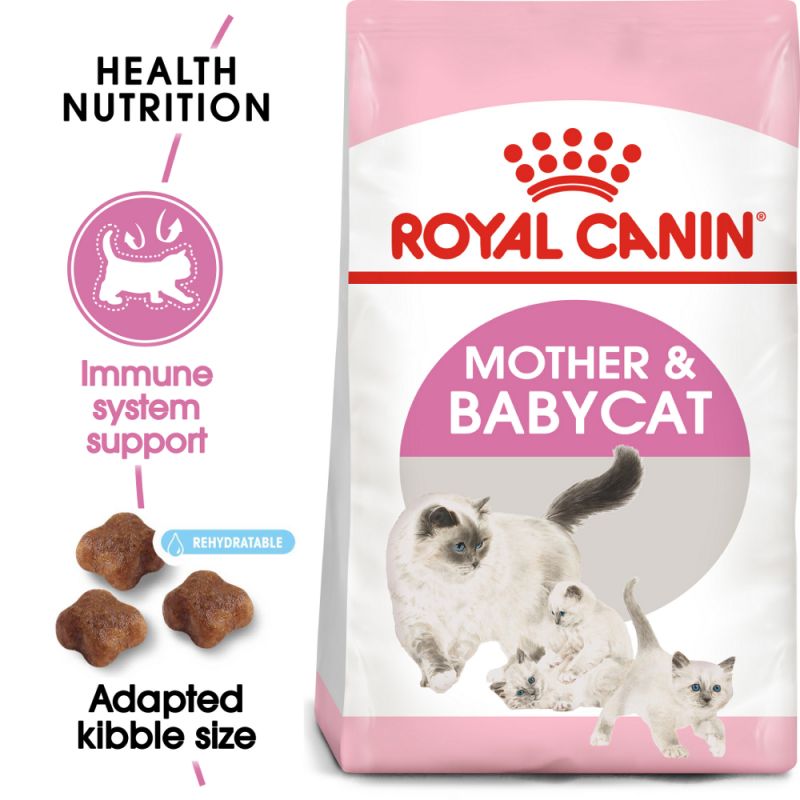 HEALTH
NUTRITION
Immune
system
support
REHYDRATABLE
Adapted
kibble size
ROYAL CANIN®
MOTHER &
BABYCAT